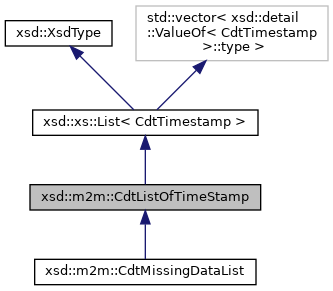 xsd::XsdType
std::vector< xsd::detail
::ValueOf< CdtTimestamp
>::type >
xsd::xs::List< CdtTimestamp >
xsd::m2m::CdtListOfTimeStamp
xsd::m2m::CdtMissingDataList